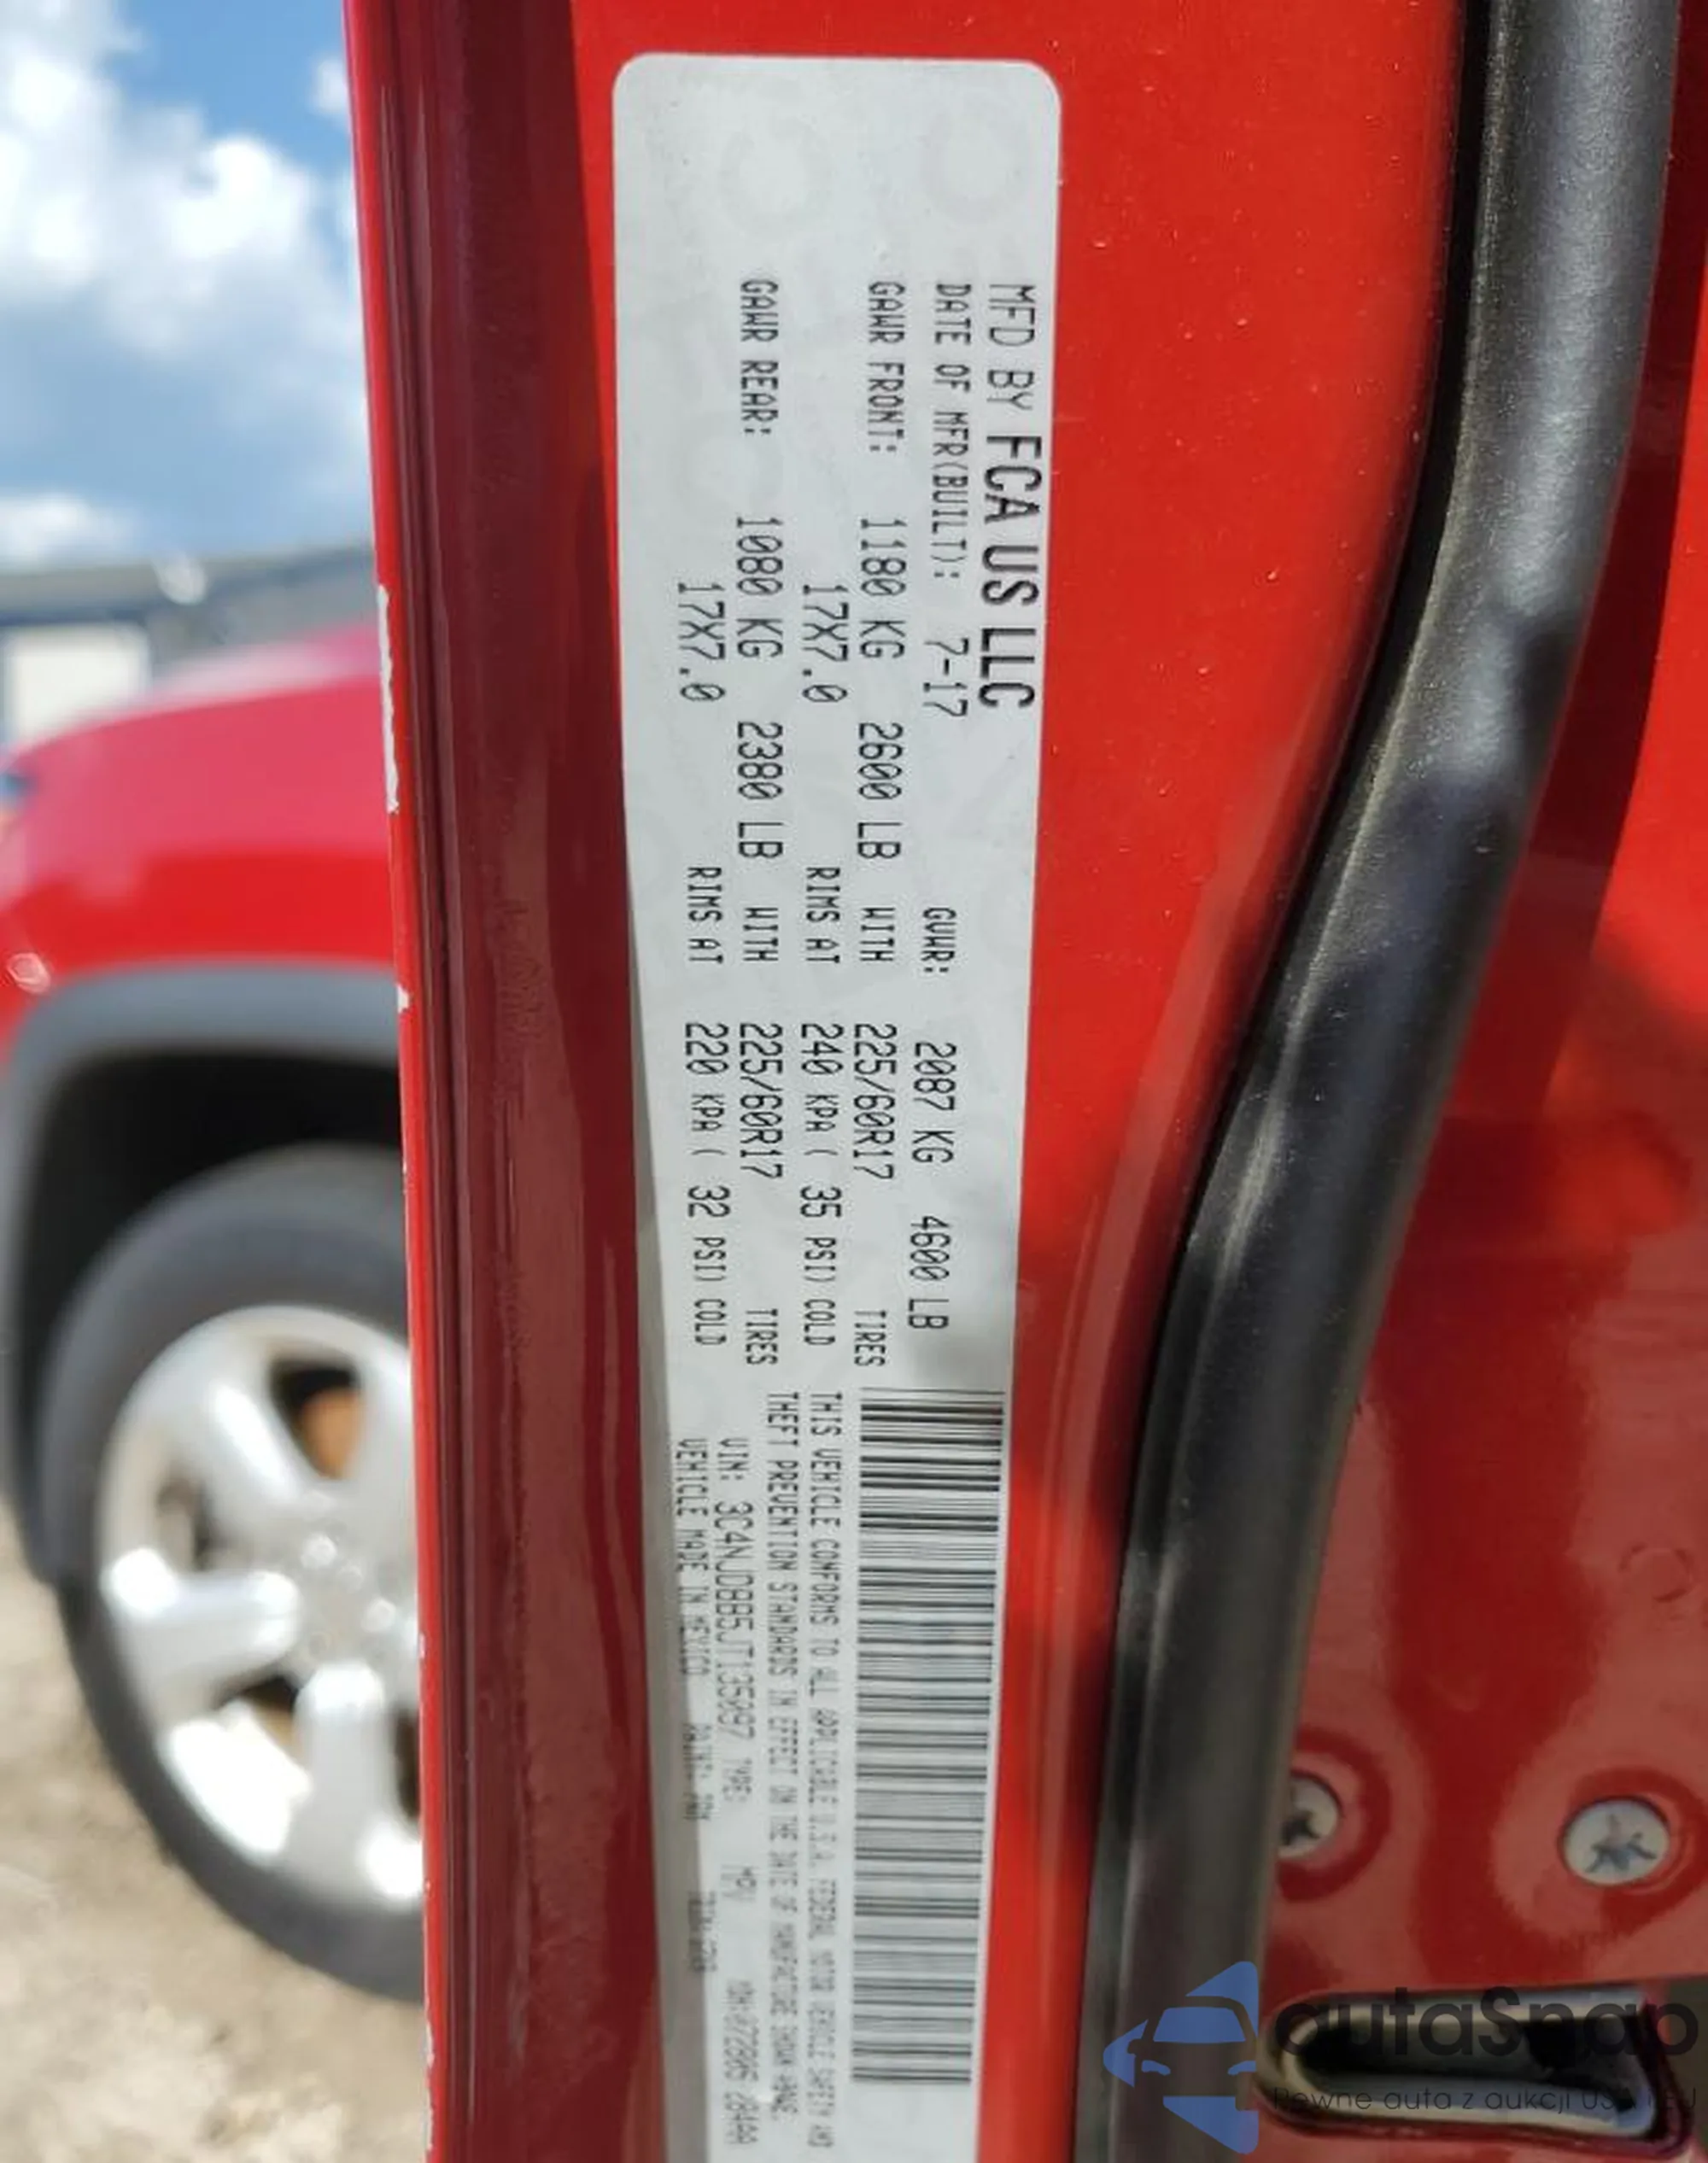 MFD BY FCA US LLC
DATE OF MFR(BUILT): 7-17 GVWR: 2087 KG 4600 LB
GAWR FRONT: 1180 KG 2600 LB WITH 225/60R17 TIRES
17X7.0 RIMS AT 240 KPA ( 35 PSI) COLD
GAWR REAR: 1080 KG 2380 LB WITH 225/60R17 TIRES
17X7.0 RIMS AT 220 KPA ( 32 PSI) COLD
THIS VEHICLE CONFORMS TO ALL APPLICABLE U.S.A. FEDERAL MOTOR VEHICLE SAFETY AND
THEFT PREVENTION STANDARDS IN EFFECT ON THE DATE OF MANUFACTURE SHOWN ABOVE.
VIN: TYPE: MPV
VEHICLE MADE IN MEXICO
autaSnap
Pewne auta z aukcji USA i EU